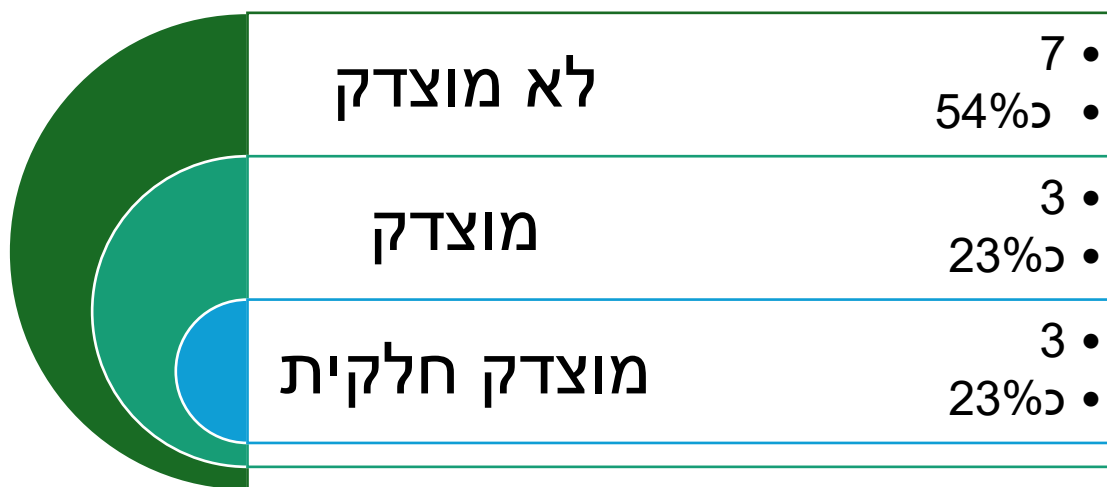 לא מוצדק
• 7
• כ54%
מוצדק
• 3
• כ23%
מוצדק חלקית
• 3
• כ23%